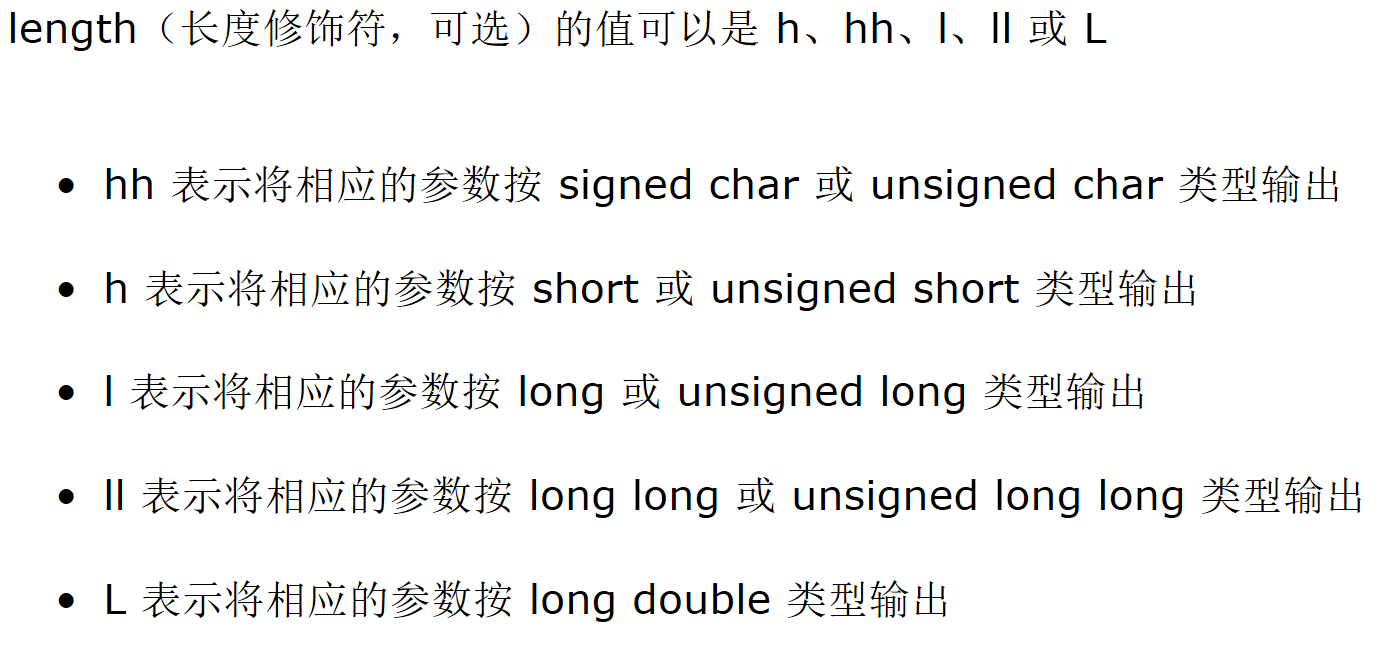 length（长度修饰符，可选）的值可以是 h、hh、l、ll 或 L
• hh 表示将相应的参数按 signed char 或 unsigned char 类型输出
• h 表示将相应的参数按 short 或 unsigned short 类型输出
• l 表示将相应的参数按 long 或 unsigned long 类型输出
• ll 表示将相应的参数按 long long 或 unsigned long long 类型输出
• L 表示将相应的参数按 long double 类型输出